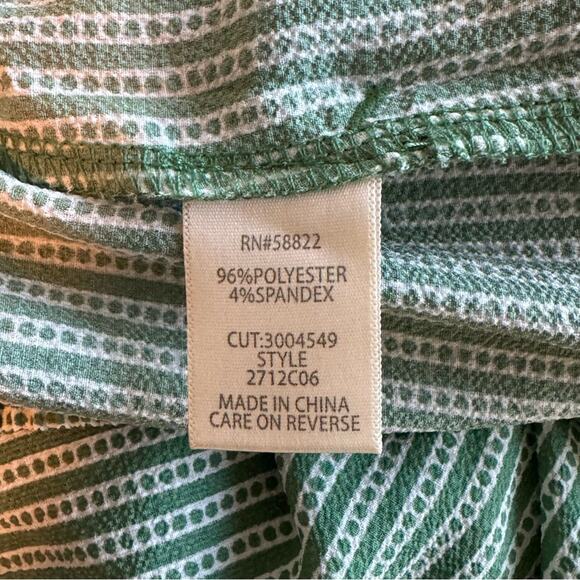 RN#58822
96%POLYESTER
4%SPANDEX
CUT:3004549
STYLE
2712C06
MADE IN CHINA
CARE ON REVERSE